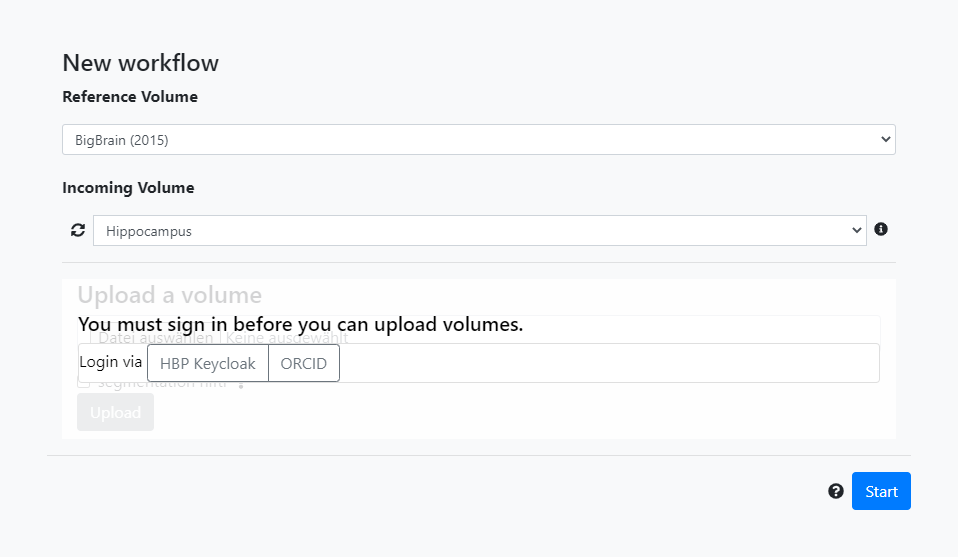 New workflow
Reference Volume
BigBrain (2015)
Incoming Volume
Hippocampus
Upload a volume
You must sign in before you can upload volumes.
Datei auswählen Keine ausgewählt
Login via HBP Keycloak ORCID
segmentation nifti
Upload
Start